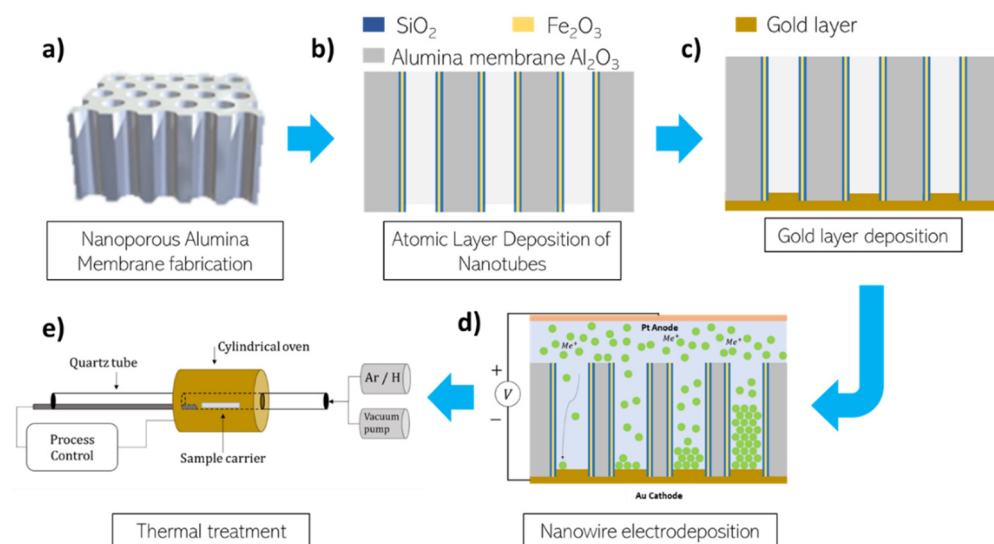 a)
Nanoporous Alumina
Membrane fabrication
b)
SiO₂
Fe₂O₃
Alumina membrane Al₂O₃
Atomic Layer Deposition of
Nanotubes
c)
Gold layer
Gold layer deposition
d)
Pt Anode
Me⁺
Me⁺
Me⁺
+
V
−
Au Cathode
Nanowire electrodeposition
e)
Cylindrical oven
Quartz tube
Ar / H
Vacuum
pump
Process
Control
Sample carrier
Thermal treatment